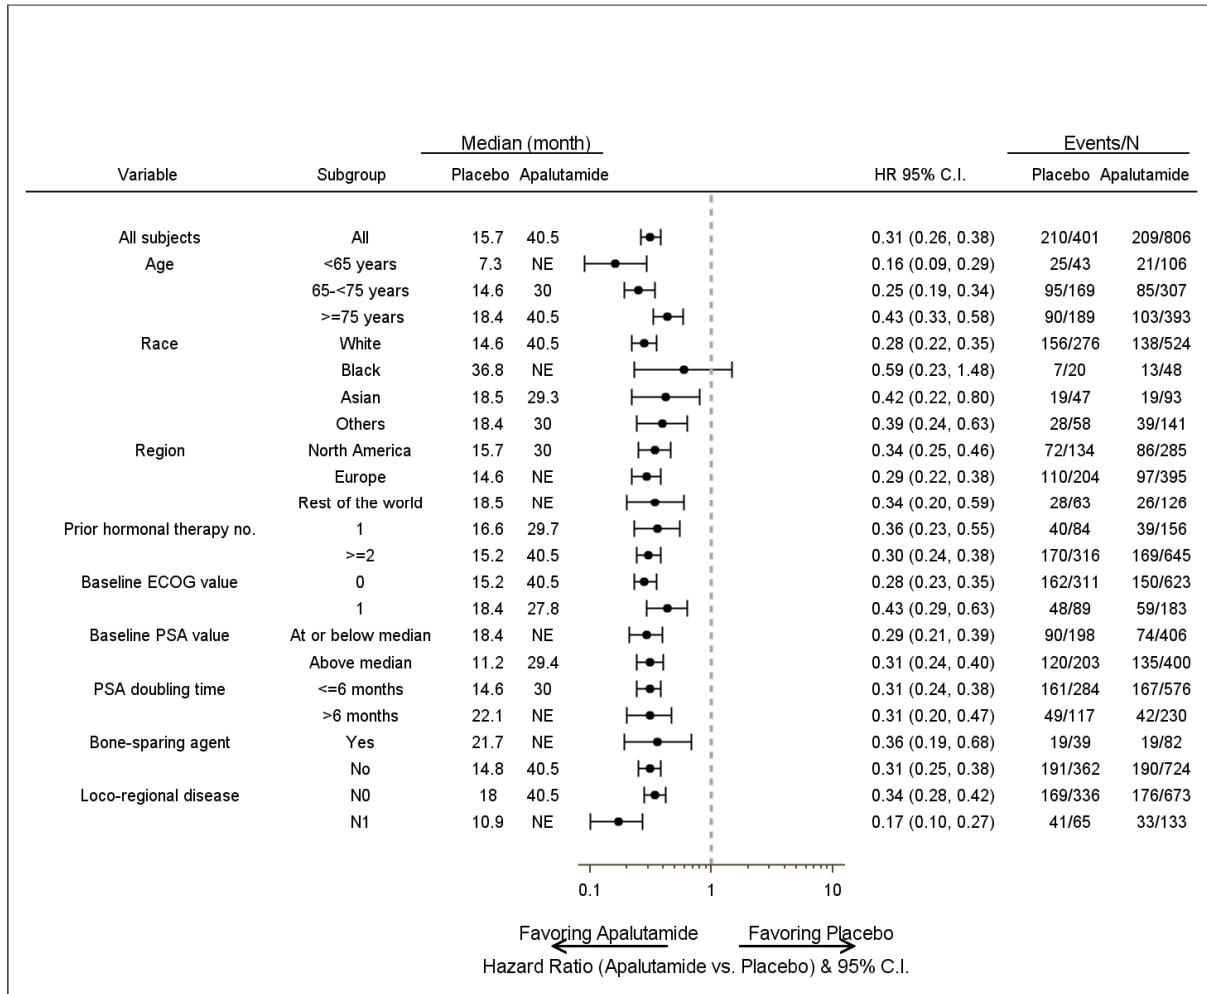 Median (month) Events/N
Variable Subgroup Placebo Apalutamide HR 95% C.I. Placebo Apalutamide
All subjects All 15.7 40.5 0.31 (0.26, 0.38) 210/401 209/806
Age <65 years 7.3 NE 0.16 (0.09, 0.29) 25/43 21/106
65-<75 years 14.6 30 0.25 (0.19, 0.34) 95/169 85/307
>=75 years 18.4 40.5 0.43 (0.33, 0.58) 90/189 103/393
Race White 14.6 40.5 0.28 (0.22, 0.35) 156/276 138/524
Black 36.8 NE 0.59 (0.23, 1.48) 7/20 13/48
Asian 18.5 29.3 0.42 (0.22, 0.80) 19/47 19/93
Others 18.4 30 0.39 (0.24, 0.63) 28/58 39/141
Region North America 15.7 30 0.34 (0.25, 0.46) 72/134 86/285
Europe 14.6 NE 0.29 (0.22, 0.38) 110/204 97/395
Rest of the world 18.5 NE 0.34 (0.20, 0.59) 28/63 26/126
Prior hormonal therapy no. 1 16.6 29.7 0.36 (0.23, 0.55) 40/84 39/156
>=2 15.2 40.5 0.30 (0.24, 0.38) 170/316 169/645
Baseline ECOG value 0 15.2 40.5 0.28 (0.23, 0.35) 162/311 150/623
1 18.4 27.8 0.43 (0.29, 0.63) 48/89 59/183
Baseline PSA value At or below median 18.4 NE 0.29 (0.21, 0.39) 90/198 74/406
Above median 11.2 29.4 0.31 (0.24, 0.40) 120/203 135/400
PSA doubling time <=6 months 14.6 30 0.31 (0.24, 0.38) 161/284 167/576
>6 months 22.1 NE 0.31 (0.20, 0.47) 49/117 42/230
Bone-sparing agent Yes 21.7 NE 0.36 (0.19, 0.68) 19/39 19/82
No 14.8 40.5 0.31 (0.25, 0.38) 191/362 190/724
Loco-regional disease N0 18 40.5 0.34 (0.28, 0.42) 169/336 176/673
N1 10.9 NE 0.17 (0.10, 0.27) 41/65 33/133
0.1 1 10
Favoring Apalutamide Favoring Placebo
Hazard Ratio (Apalutamide vs. Placebo) & 95% C.I.